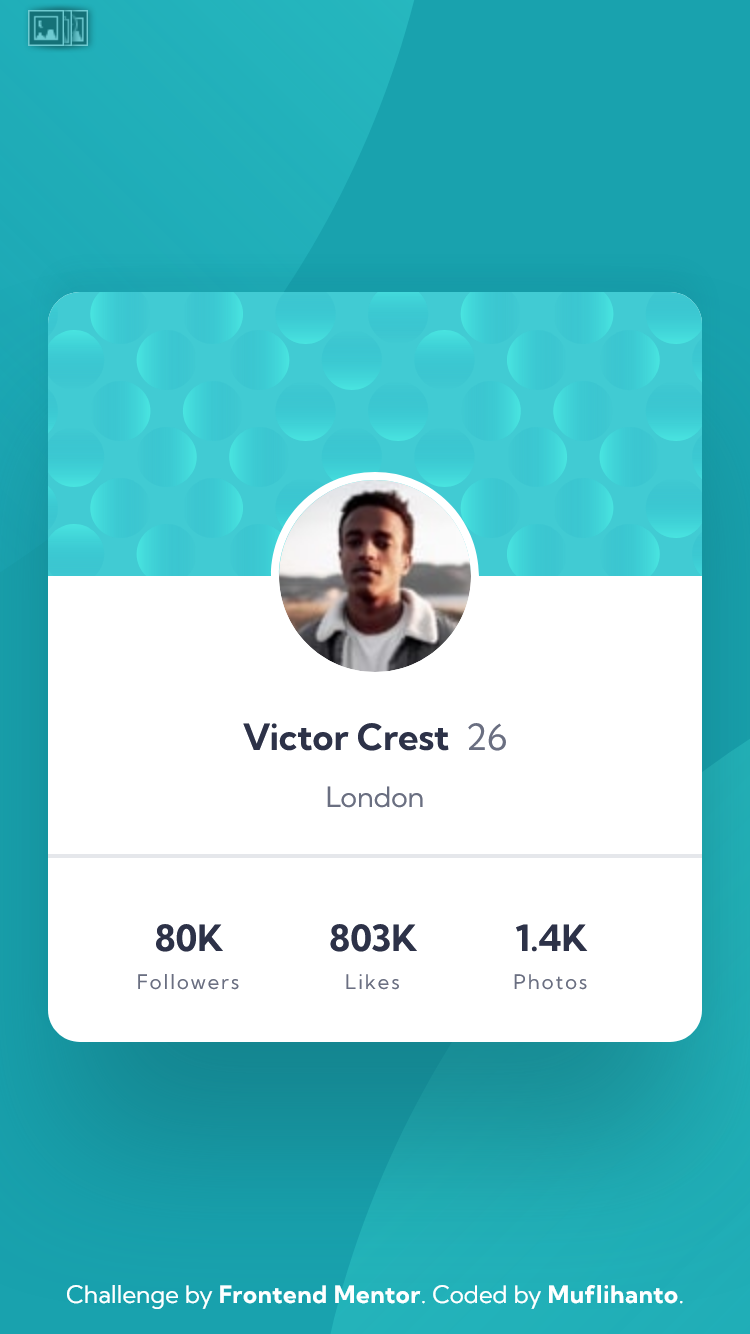 Victor Crest 26
London
80K 803K 1.4K
Followers Likes Photos
Challenge by Frontend Mentor. Coded by Muflihanto.